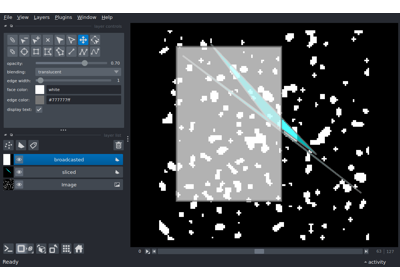 File View Layers Plugins Window Help
opacity: 0.70
blending: translucent
edge width: 1
face color: white
edge color: #777777ff
display text:
broadcasted
sliced
Image
Ready
activity